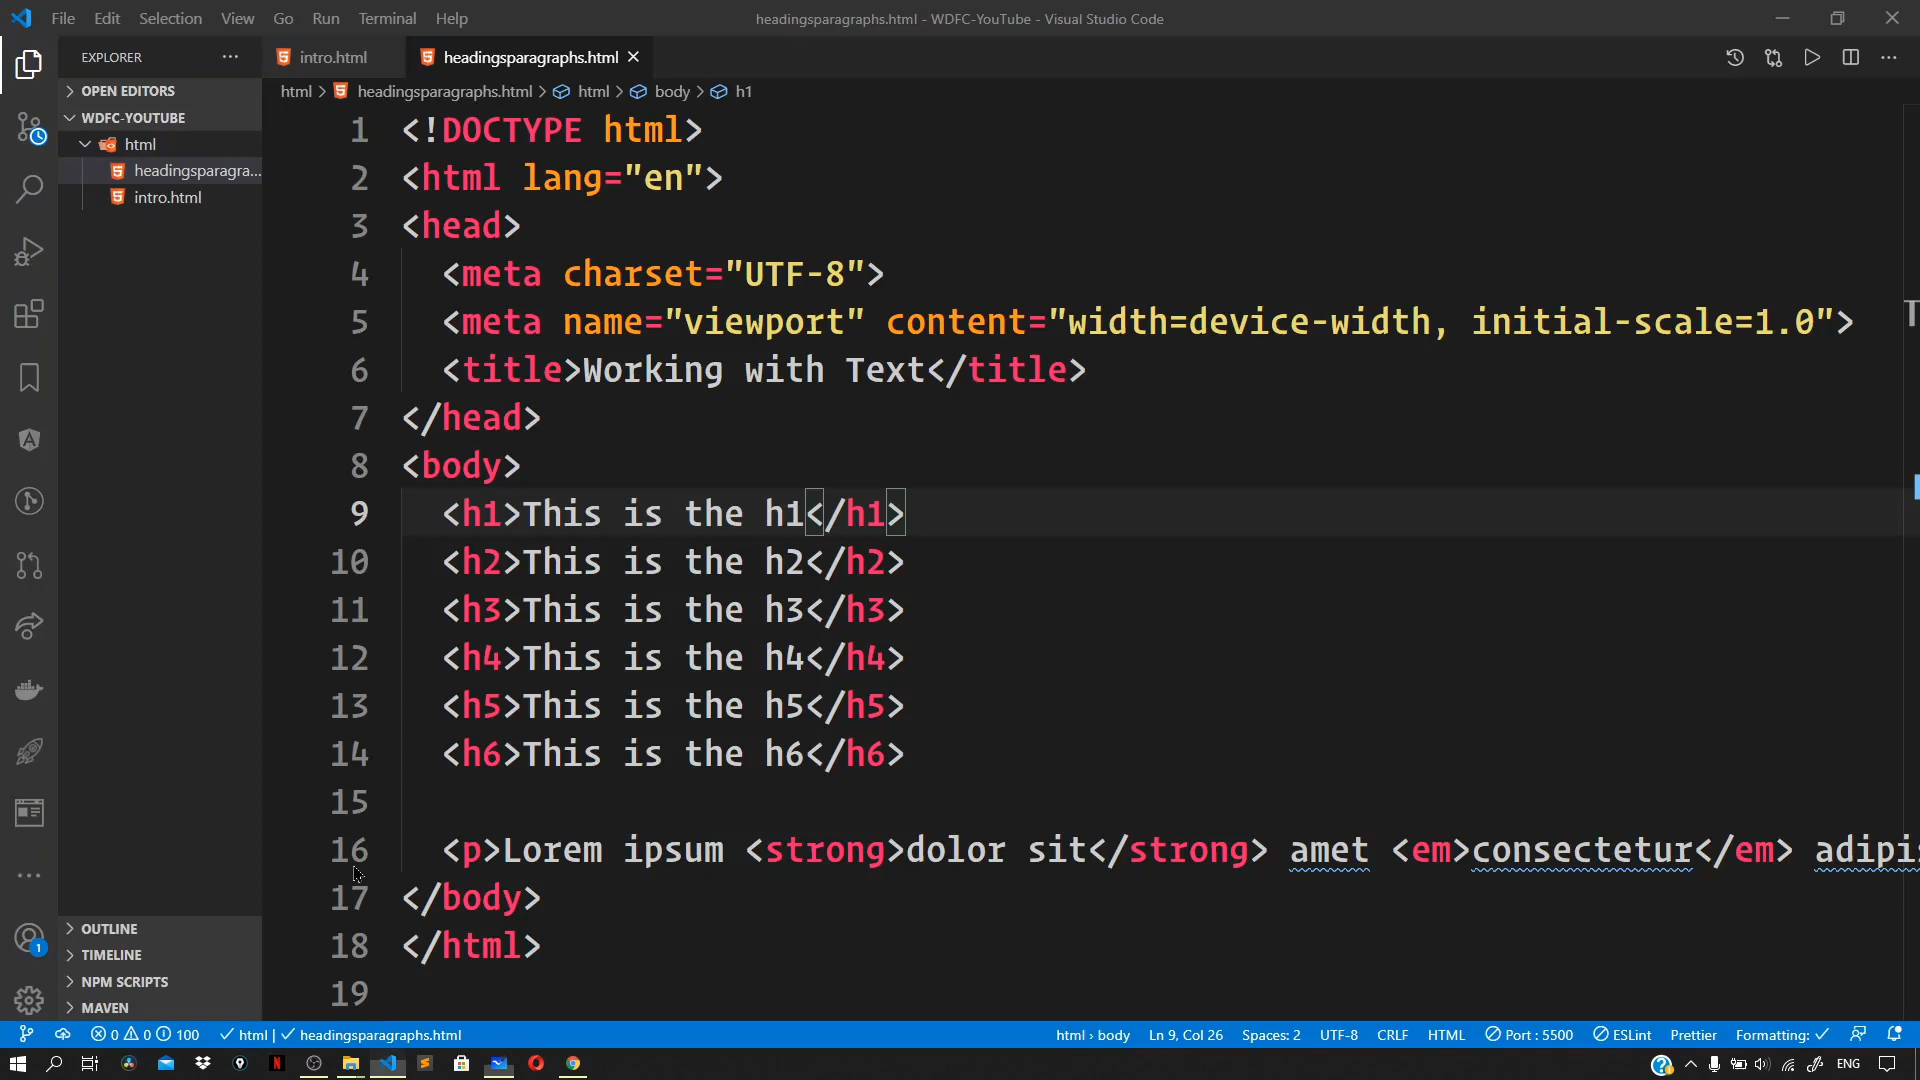 File Edit Selection View Go Run Terminal Help
headingsparagraphs.html - WDFC-YouTube - Visual Studio Code
EXPLORER
intro.html
headingsparagraphs.html
OPEN EDITORS
WDFC-YOUTUBE
html
headingsparagra...
intro.html
html > headingsparagraphs.html > html > body > h1
1 <!DOCTYPE html>
2 <html lang="en">
3 <head>
4 <meta charset="UTF-8">
5 <meta name="viewport" content="width=device-width, initial-scale=1.0">
6 <title>Working with Text</title>
7 </head>
8 <body>
9 <h1>This is the h1</h1>
10 <h2>This is the h2</h2>
11 <h3>This is the h3</h3>
12 <h4>This is the h4</h4>
13 <h5>This is the h5</h5>
14 <h6>This is the h6</h6>
15
16 <p>Lorem ipsum <strong>dolor sit</strong> amet <em>consectetur</em> adipis
17 </body>
18 </html>
19
OUTLINE
TIMELINE
NPM SCRIPTS
MAVEN
1
0 0 100 html | headingsparagraphs.html
html › body Ln 9, Col 26 Spaces: 2 UTF-8 CRLF HTML Port : 5500 ESLint Prettier Formatting:
ENG